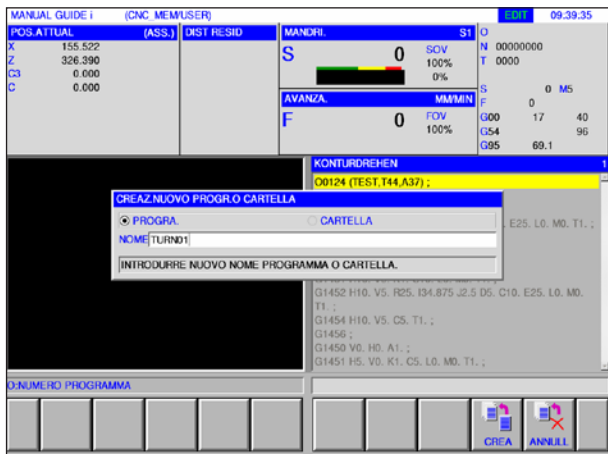 MANUAL GUIDE i (CNC_MEM/USER) EDIT 09:39:35
POS.ATTUAL (ASS.) DIST RESID MANDRI. S1 O
X 155.522
Z 326.390
C3 0.000
C 0.000
S 0 SOV 100% 0%
N 00000000
T 0000
S 0 M5
AVANZA. MM/MIN
F 0 FOV 100%
F 0
G00 17 40
G54 96
G95 69.1
KONTURDREHEN 1
O0124 (TEST,T44,A37) ;
CREAZ.NUOVO PROGR.O CARTELLA
PROGRA. CARTELLA
E25. L0. M0. T1. ;
NOME TURN01
INTRODURRE NUOVO NOME PROGRAMMA O CARTELLA.
G1452 H10. V5. R25. I34.875 J2.5 D5. C10. E25. L0. M0.
T1. ;
G1454 H10. V5. C5. T1. ;
G1456 ;
G1450 V0. H0. A1. ;
G1451 H5. V0. K1. C5. L0. M0. T1. ;
O:NUMERO PROGRAMMA
CREA ANNULL